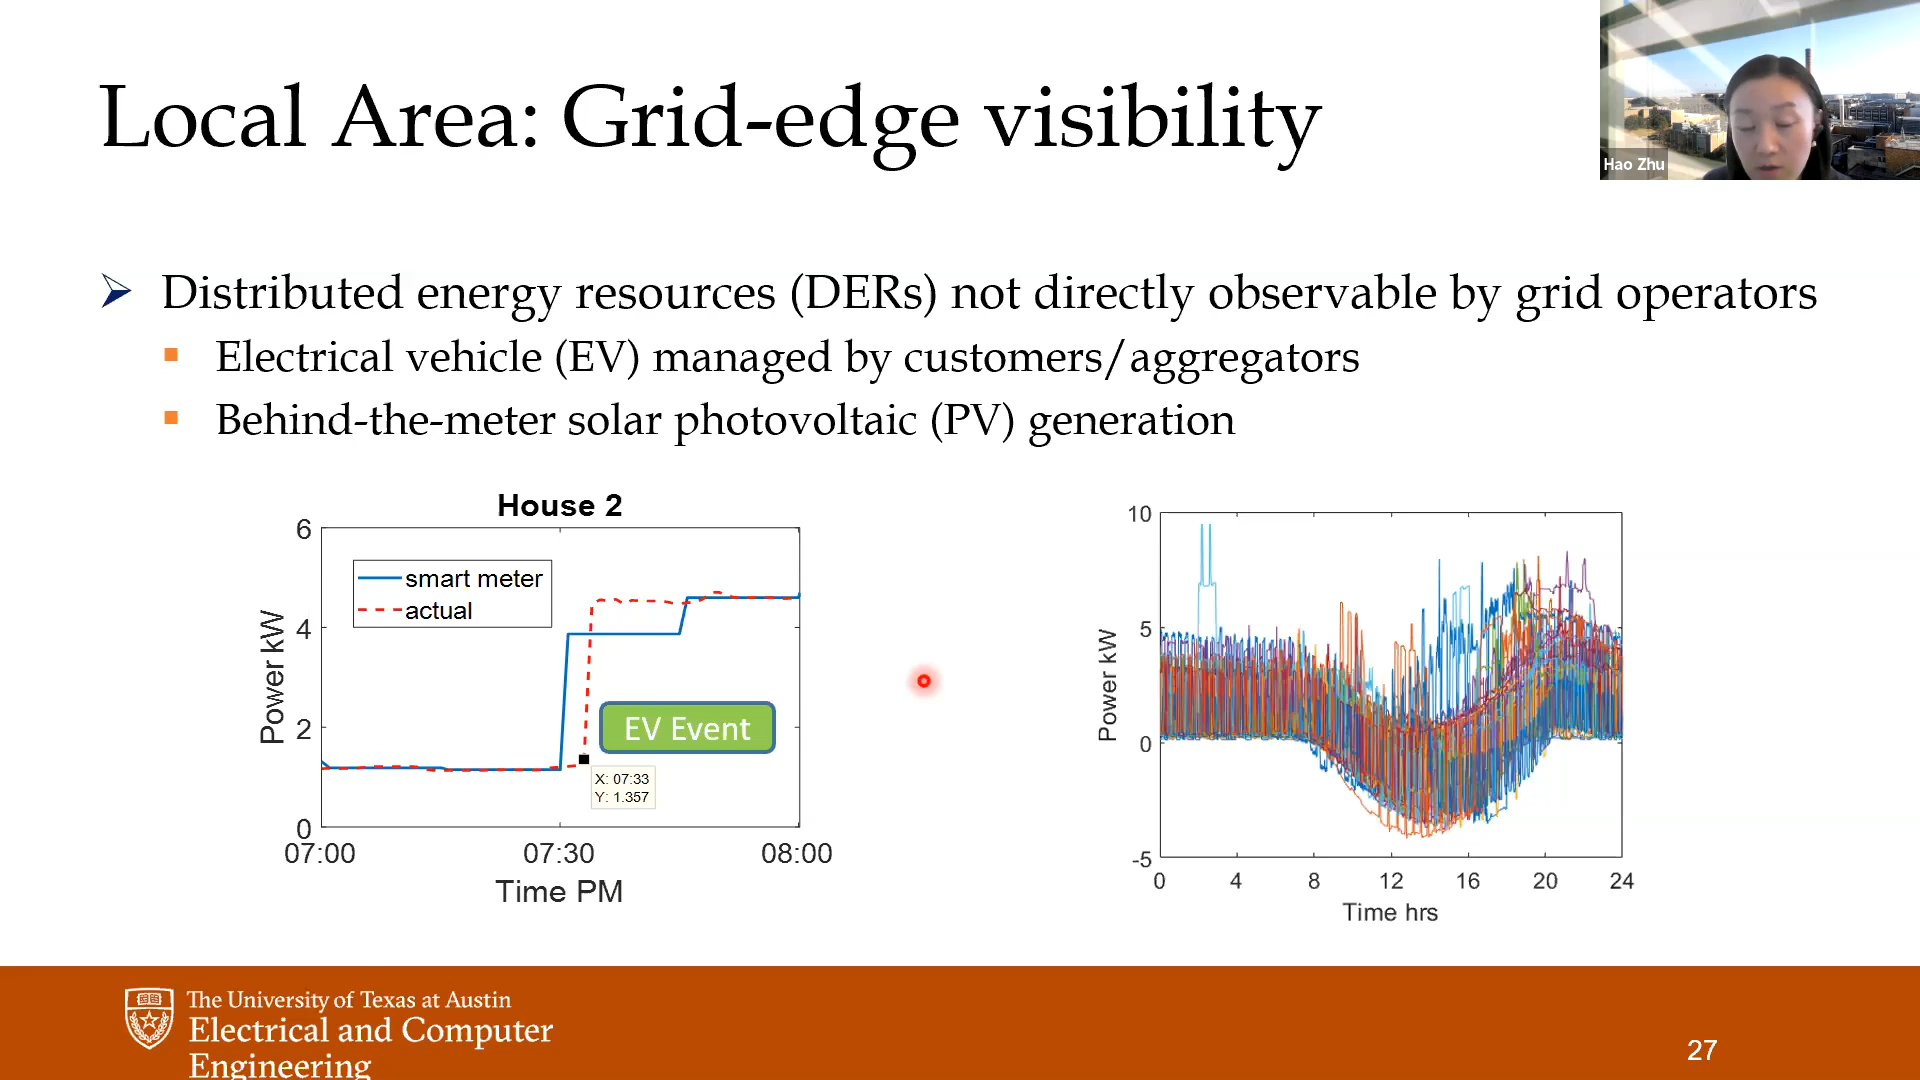 Local Area: Grid-edge visibility
Hao Zhu
Distributed energy resources (DERs) not directly observable by grid operators
Electrical vehicle (EV) managed by customers/aggregators
Behind-the-meter solar photovoltaic (PV) generation
House 2
6
4
2
0
Power kW
smart meter
actual
EV Event
X: 07:33
Y: 1.357
07:00 07:30 08:00
Time PM
10
5
0
-5
Power kW
0 4 8 12 16 20 24
Time hrs
The University of Texas at Austin
Electrical and Computer
Engineering
27